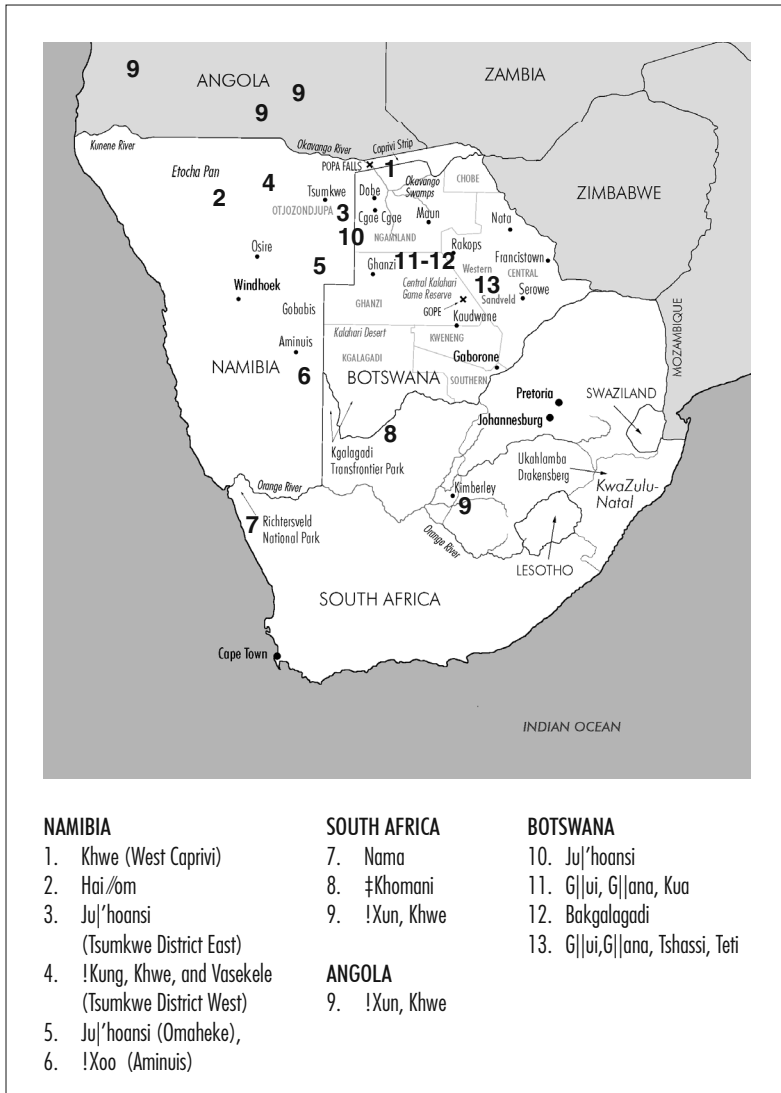 9
ANGOLA
9
9
ZAMBIA
Kunene River
Okavango River
Caprivi Strip
POPA FALLS
1
Etocha Pan
4
2
Tsumkwe
Dobe
Okavango
Swamps
CHOBE
ZIMBABWE
OTJOZONDJUPA
3
Cgae Cgae
Maun
Nata
10
NGAMILAND
Osire
5
Ghanzi
11-12
Rakops
Western
Francistown
CENTRAL
13
Windhoek
Central Kalahari
Game Reserve
Sandveld
Serowe
Gobabis
GHANZI
GOPE
Kaudwane
Kalahari Desert
KWENENG
Aminuis
KGALAGADI
Gaborone
NAMIBIA
6
BOTSWANA
SOUTHERN
MOZAMBIQUE
Pretoria
SWAZILAND
Johannesburg
8
Kgalagadi
Transfrontier Park
Ukahlamba
Drakensberg
KwaZulu-
Natal
Orange River
Kimberley
9
7
Richtersveld
National Park
Orange River
LESOTHO
SOUTH AFRICA
Cape Town
INDIAN OCEAN
NAMIBIA
1. Khwe (West Caprivi)
2. Hai//om
3. Ju|'hoansi
(Tsumkwe District East)
4. !Kung, Khwe, and Vasekele
(Tsumkwe District West)
5. Ju|'hoansi (Omaheke),
6. !Xoo (Aminuis)
SOUTH AFRICA
7. Nama
8. ‡Khomani
9. !Xun, Khwe
ANGOLA
9. !Xun, Khwe
BOTSWANA
10. Ju|'hoansi
11. G||ui, G||ana, Kua
12. Bakgalagadi
13. G||ui,G||ana, Tshassi, Teti